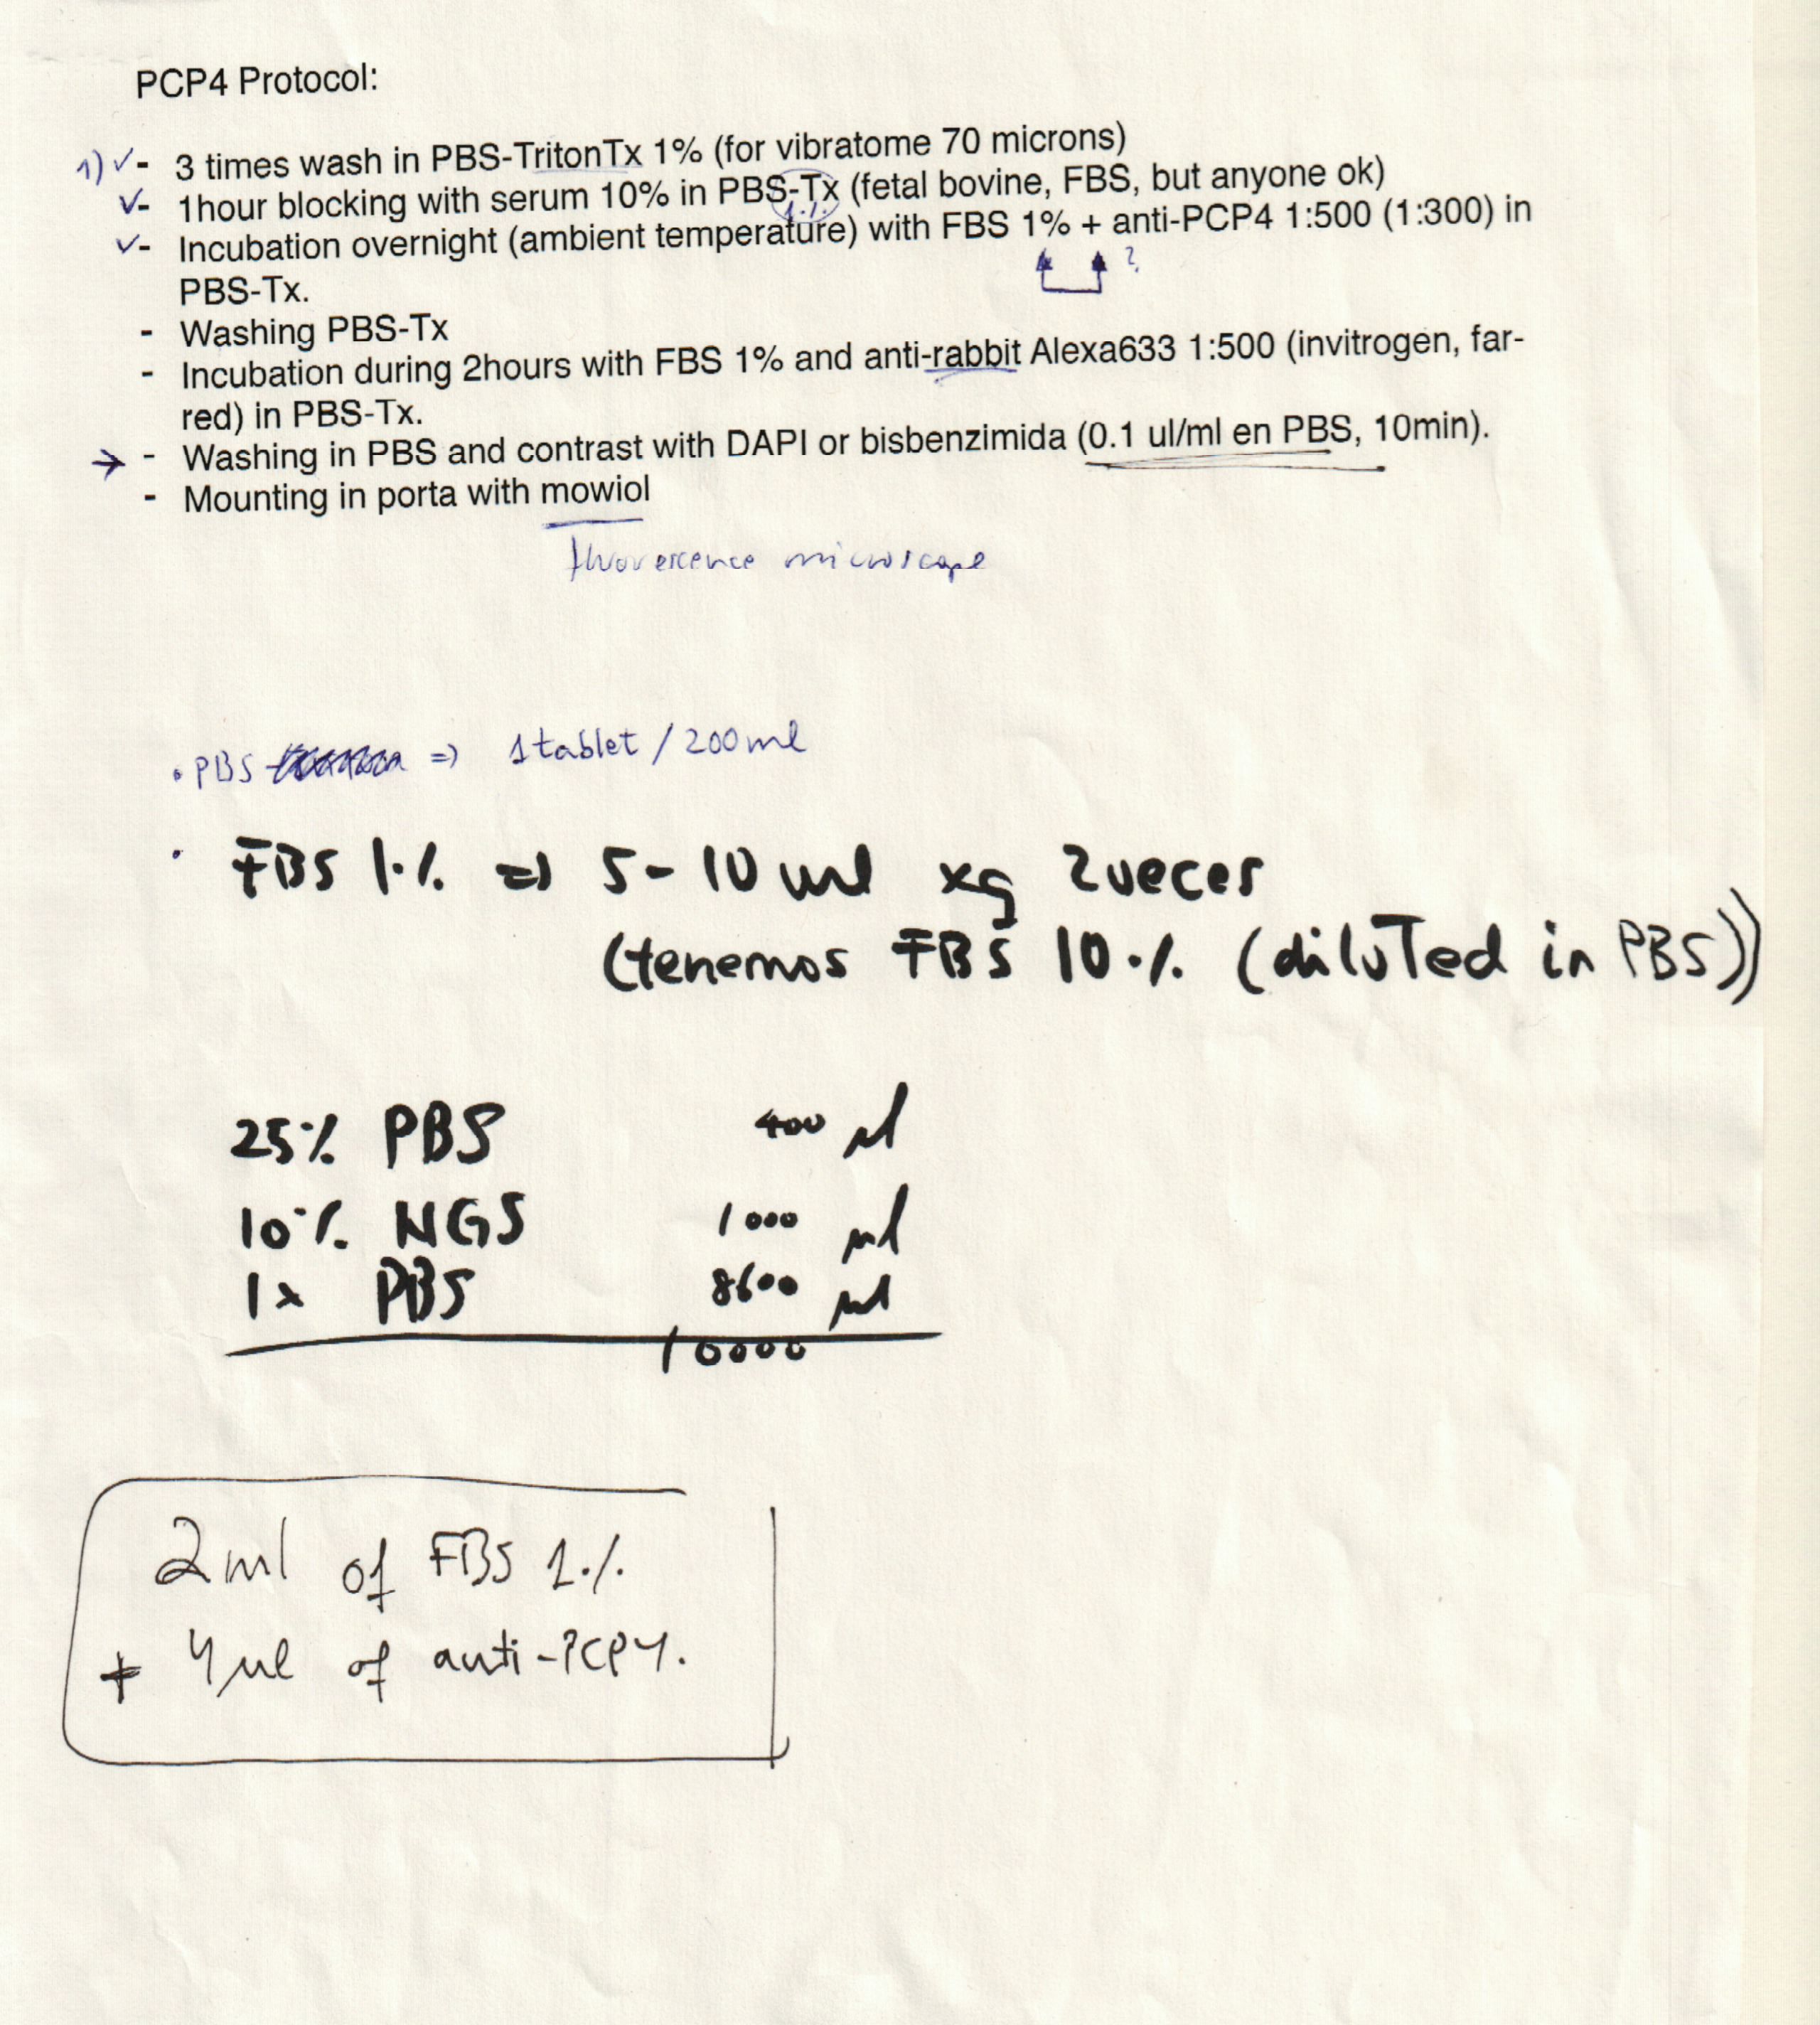 PCP4 Protocol:
1) ✓- 3 times wash in PBS-TritonTx 1% (for vibratome 70 microns)
✓- 1hour blocking with serum 10% in PBS-Tx (fetal bovine, FBS, but anyone ok)
1%
✓- Incubation overnight (ambient temperature) with FBS 1% + anti-PCP4 1:500 (1:300) in
?
PBS-Tx.
- Washing PBS-Tx
- Incubation during 2hours with FBS 1% and anti-rabbit Alexa633 1:500 (invitrogen, far-
red) in PBS-Tx.
→ - Washing in PBS and contrast with DAPI or bisbenzimida (0.1 ul/ml en PBS, 10min).
- Mounting in porta with mowiol
fluorescence microscope
• PBS => 1 tablet / 200ml
• FBS 1% => 5-10 ml xq 2 veces
(tenemos FBS 10% (diluted in PBS))
25% PBS 400 µl
10% NGS 1000 µl
1x PBS 8600 µl
10000
2ml of FBS 1%
+ 4µl of anti-PCP4.